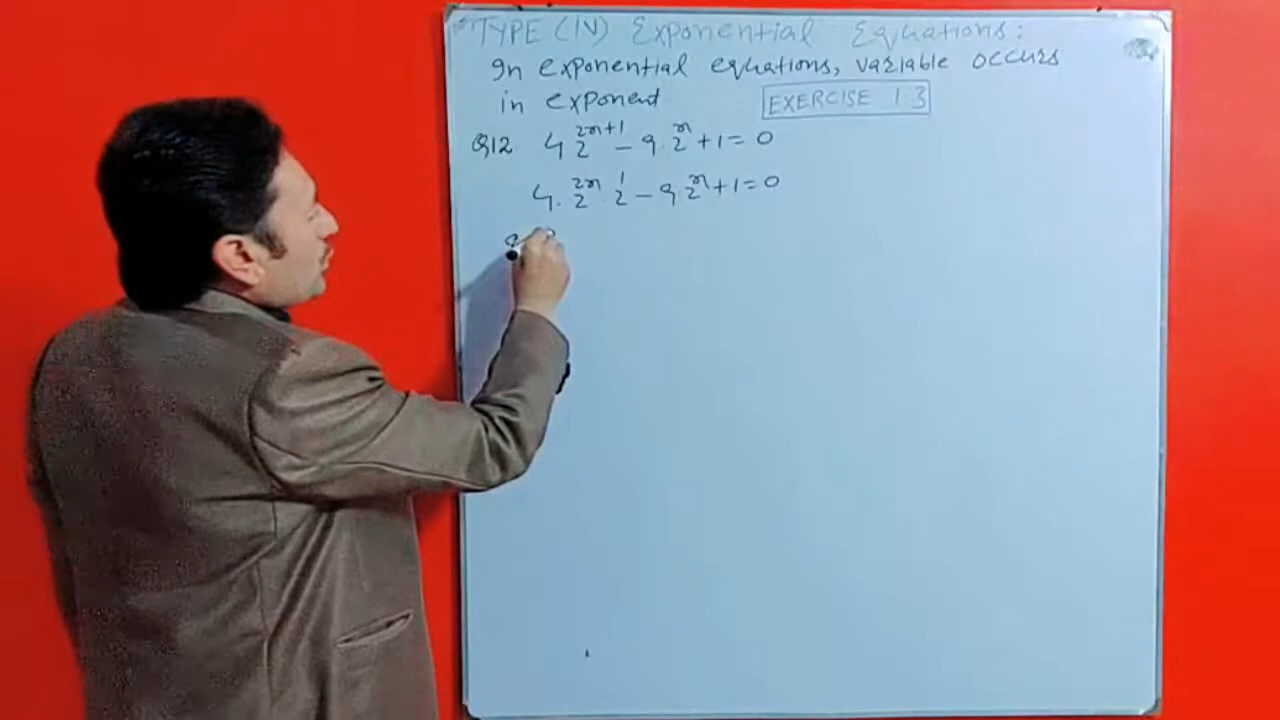 TYPE (IV) Exponential Equations:
In exponential equations, variable occurs
in exponent EXERCISE 1.3
Q12 4 2^{2x+1} - 9.2^x + 1 = 0
4.2^{2x}.2^1 - 9.2^x + 1 = 0
8